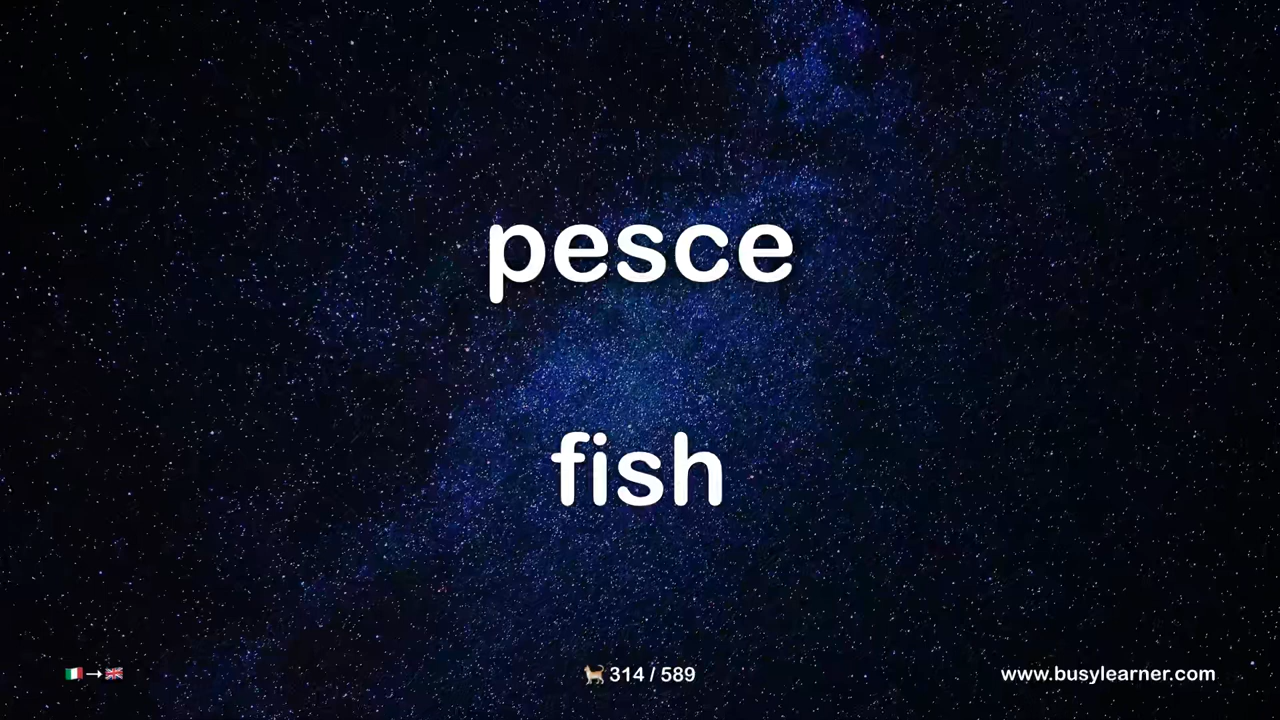 pesce
fish
🇮🇹→🇬🇧
🐈314 / 589
www.busylearner.com